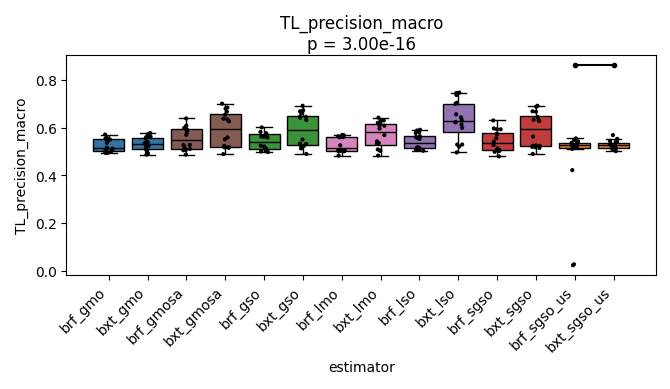 TL_precision_macro
p = 3.00e-16
TL_precision_macro
0.8
0.6
0.4
0.2
0.0
brf_gmo
bxt_gmo
brf_gmosa
bxt_gmosa
brf_gso
bxt_gso
brf_lmo
bxt_lmo
brf_lso
bxt_lso
brf_sgso
bxt_sgso
brf_sgso_us
bxt_sgso_us
estimator